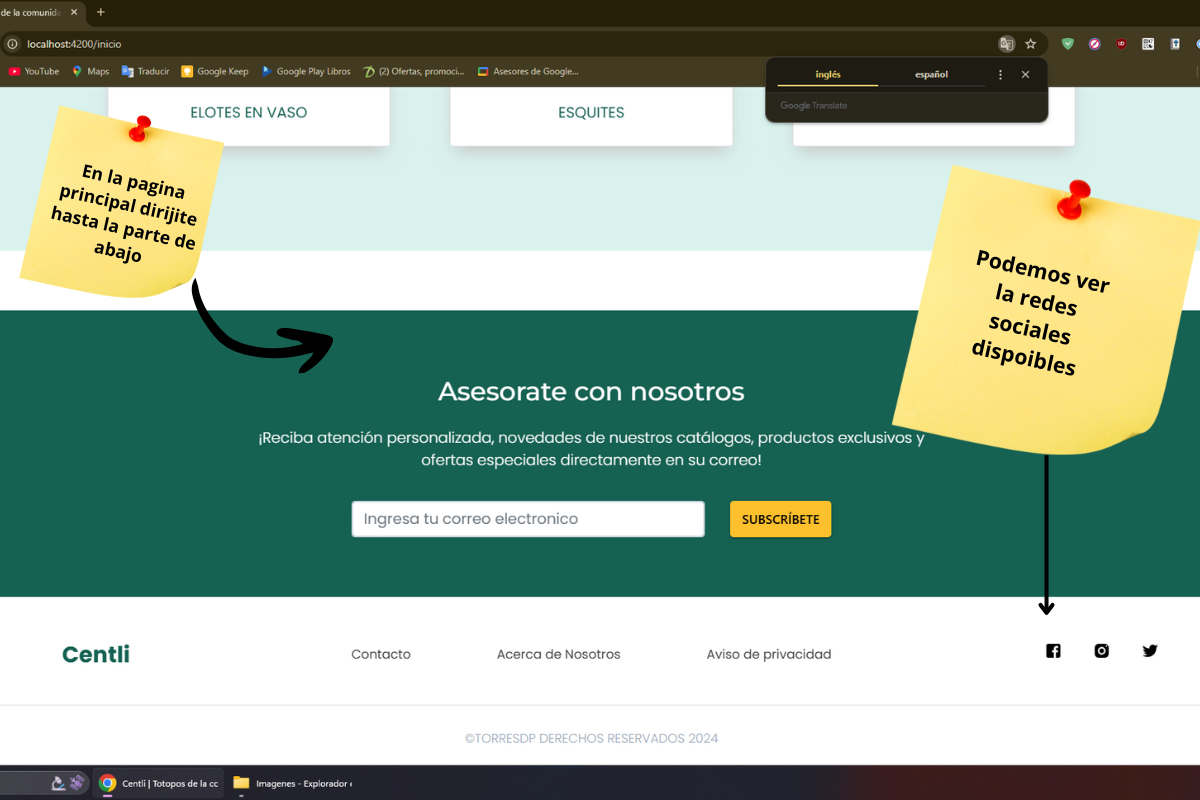 de la comunida
localhost:4200/inicio
YouTube Maps Traducir Google Keep Google Play Libros (2) Ofertas, promoci... Asesores de Google...
inglés español
Google Translate
ELOTES EN VASO
ESQUITES
En la pagina
principal dirijite
hasta la parte de
abajo
Podemos ver
la redes
sociales
dispoibles
Asesorate con nosotros
¡Reciba atención personalizada, novedades de nuestros catálogos, productos exclusivos y
ofertas especiales directamente en su correo!
Ingresa tu correo electronico
SUBSCRÍBETE
Centli
Contacto
Acerca de Nosotros
Aviso de privacidad
©TORRESDP DERECHOS RESERVADOS 2024
Centli | Totopos de la cc
Imagenes - Explorador